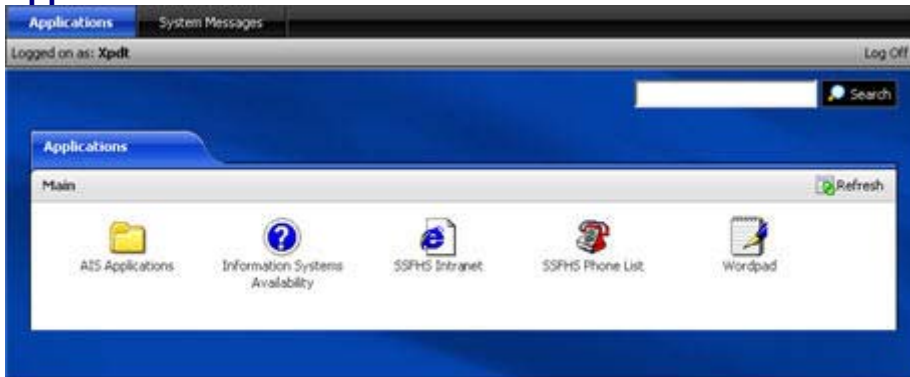 Applications System Messages
Logged on as: Xpdt Log Off
Search
Applications
Main Refresh
AIS Applications Information Systems Availability SSFHS Intranet SSFHS Phone List Wordpad